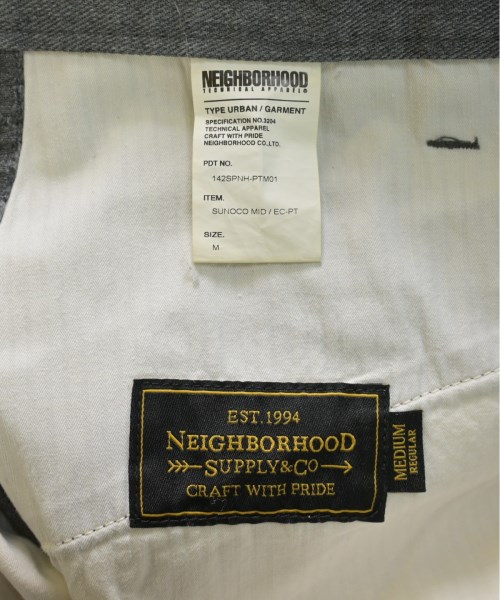 NEIGHBORHOOD
TECHNICAL APPAREL®
TYPE URBAN / GARMENT
SPECIFICATION NO.3204
TECHNICAL APPAREL
CRAFT WITH PRIDE
NEIGHBORHOOD CO.,LTD.
PDT NO.
142SPNH-PTM01
ITEM.
SUNOCO MID / EC-PT
SIZE.
M
EST. 1994
NEIGHBORHOOD
SUPPLY&CO
CRAFT WITH PRIDE
MEDIUM
REGULAR